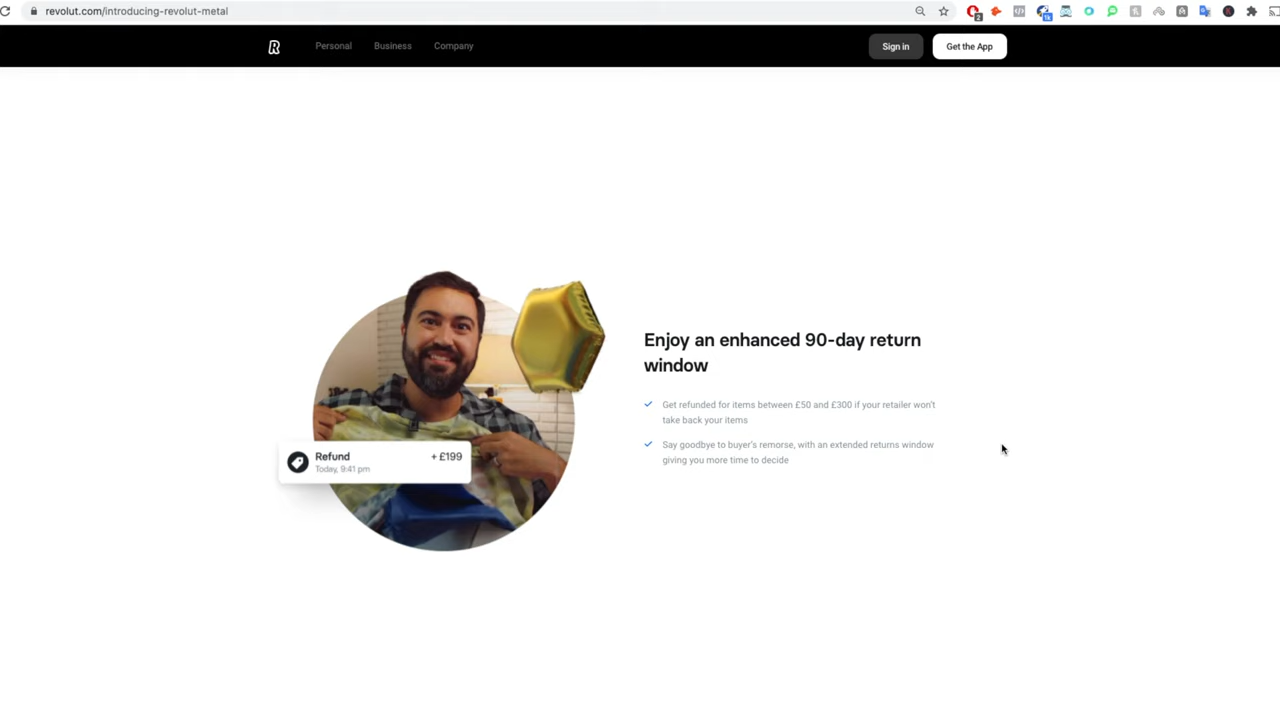 revolut.com/introducing-revolut-metal
R
Personal Business Company
Sign in
Get the App
Enjoy an enhanced 90-day return
window
Get refunded for items between £50 and £300 if your retailer won't
take back your items
Say goodbye to buyer's remorse, with an extended returns window
giving you more time to decide
Refund + £199
Today, 9:41 pm